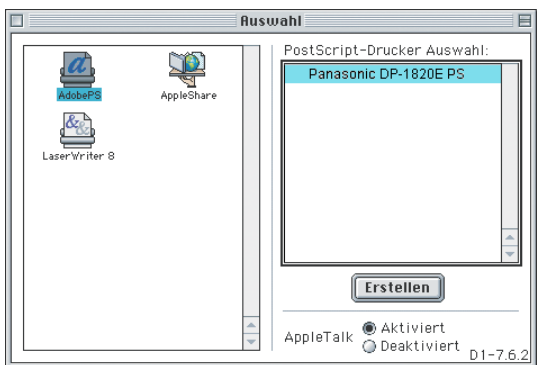 Auswahl
AdobePS
AppleShare
LaserWriter 8
PostScript-Drucker Auswahl:
Panasonic DP-1820E PS
Erstellen
AppleTalk
Aktiviert
Deaktiviert
D1-7.6.2